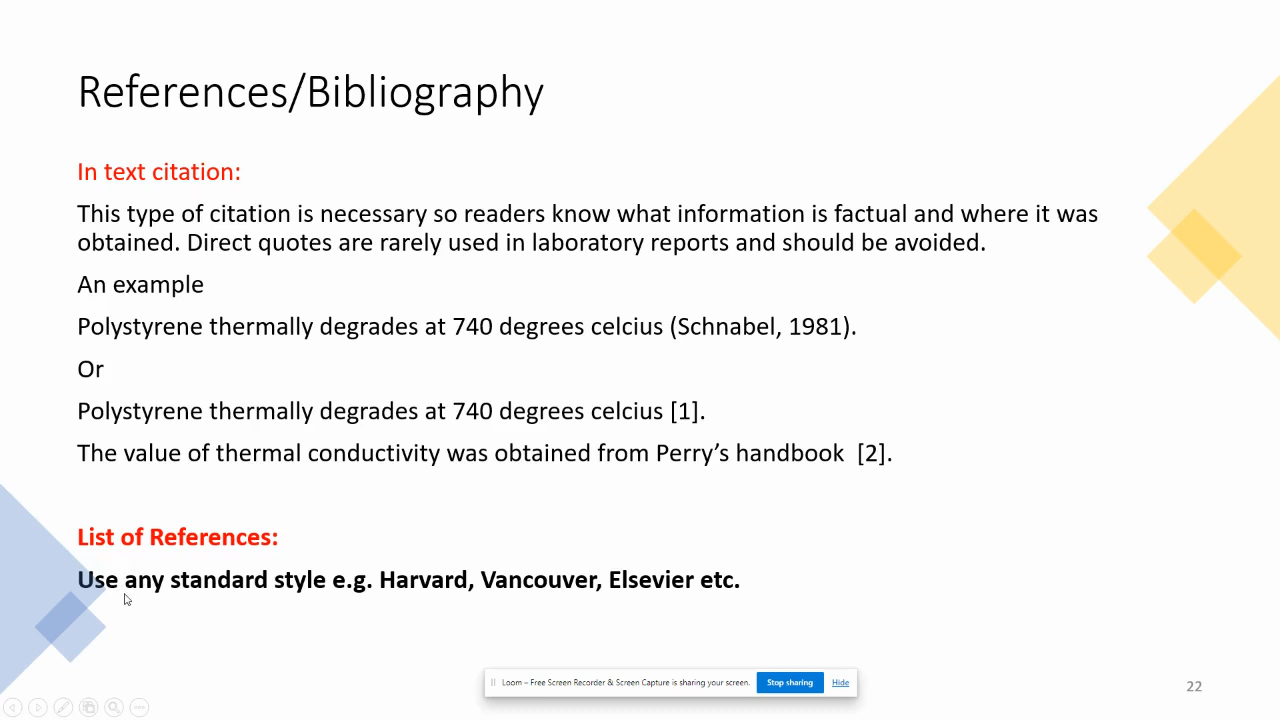 References/Bibliography
In text citation:
This type of citation is necessary so readers know what information is factual and where it was
obtained. Direct quotes are rarely used in laboratory reports and should be avoided.
An example
Polystyrene thermally degrades at 740 degrees celcius (Schnabel, 1981).
Or
Polystyrene thermally degrades at 740 degrees celcius [1].
The value of thermal conductivity was obtained from Perry’s handbook  [2].
List of References:
Use any standard style e.g. Harvard, Vancouver, Elsevier etc.
Loom – Free Screen Recorder & Screen Capture is sharing your screen. Stop sharing Hide
22